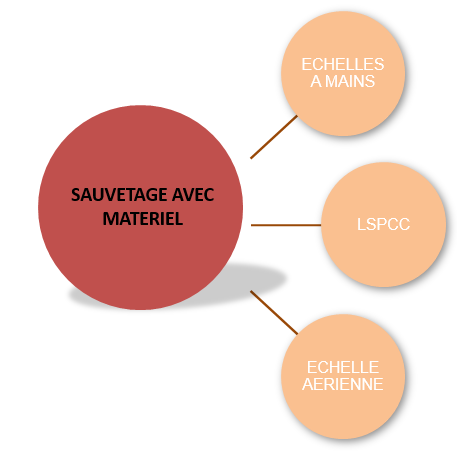 ECHELLES
A MAINS
SAUVETAGE AVEC
MATERIEL
LSPCC
ECHELLE
AERIENNE